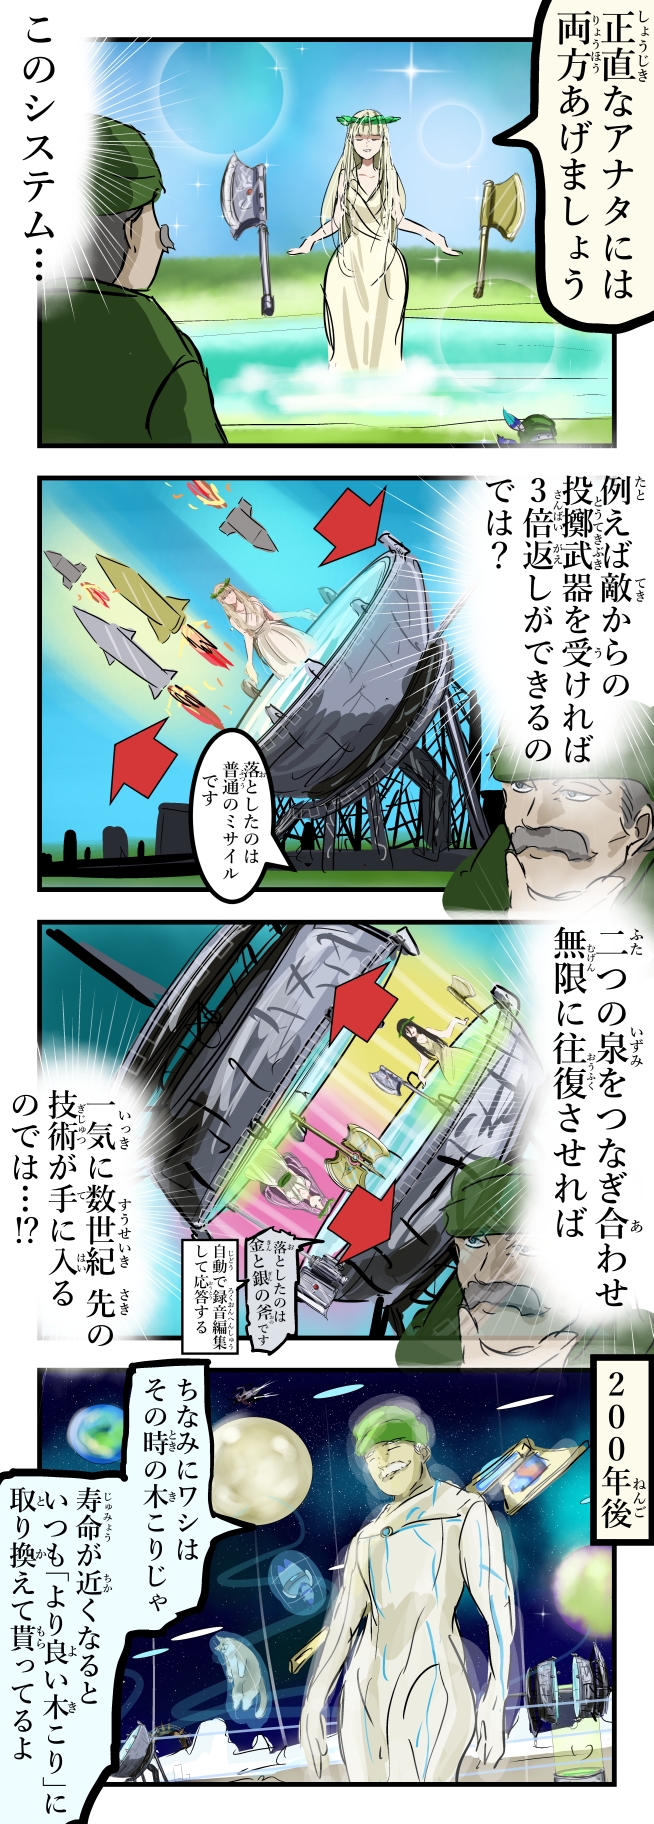 正直なアナタには
両方あげましょう
このシステム…
例えば敵からの
投擲武器を受ければ
3倍返しができるの
では?
落としたのは
普通のミサイル
です
二つの泉をつなぎ合わせ
無限に往復させれば
落としたのは
金と銀の斧です
自動で録音編集
して応答する
一気に数世紀先の
技術が手に入る
のでは…!?
200年後
ちなみにワシは
その時の木こりじゃ
寿命が近くなると
いつも「より良い木こり」に
取り換えて貰ってるよ